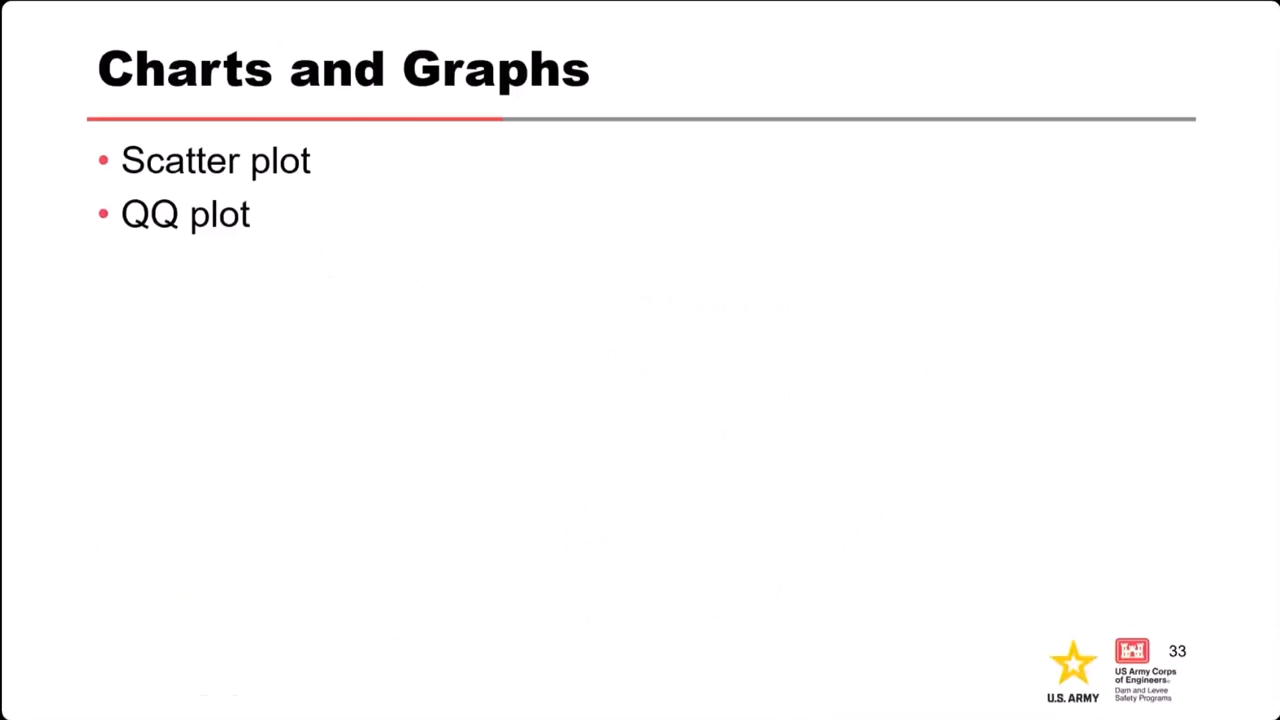 Charts and Graphs
• Scatter plot
• QQ plot
33
U.S. ARMY
US Army Corps
of Engineers®
Dam and Levee
Safety Programs